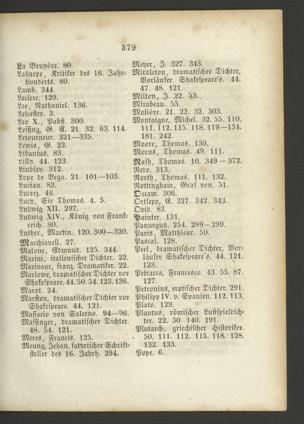 379
La Bruyère. 80.
Laharpe, Kritiker des 16. Jahr-
hunderts. 80.
Lamb. 344.
Leclerc. 129.
Lee, Nathaniel. 136.
Leicester. 3.
Leo X., Pabst. 300.
Lessing, G. E. 21. 32. 63. 114.
Letourneur. 321—335.
Lewis, G. 22.
Libanius. 83.
Lilly. 44. 123.
Lindsay. 312.
Lope de Vega. 21. 101—103.
Lucian. 83.
Lucrez. 46.
Lucy, Sir Thomas. 4. 5.
Ludwig XII. 292.
Ludwig XIV., König von Frank-
reich. 80.
Luther, Martin. 120. 300—320.
Macchiavell. 27.
Malone, Edmund. 125. 344.
Marini, italienischer Dichter. 22.
Marivaux, franz. Dramatiker. 22.
Marlowe, dramatischer Dichter vor
Shakespeare. 44. 50. 54. 123. 136.
Marot. 24.
Marston, dramatischer Dichter vor
Shakespeare. 44. 121.
Masaccio von Salerno. 94—96.
Massinger, dramatischer Dichter.
48. 54. 121.
Meres, Francis. 125.
Meung, Jehan, satyrischer Schrift-
steller des 16. Jahrh. 294.
Meyer, J. 327. 343.
Middleton, dramatischer Dichter,
Vorläufer Shakespeare's. 44.
47. 48. 121.
Milton, J. 22. 53.
Mirabeau. 53.
Molière. 21. 22. 32. 303.
Montaigne, Michel. 32. 55. 110.
111. 112. 115. 118. 119—134.
181. 242.
Moore, Thomas. 130.
Morus, Thomas. 49. 111.
Nash, Thomas. 10. 349—372.
Nero. 313.
North, Thomas. 111. 132.
Nottingham, Graf von. 51.
Occam. 306.
Ortlepp, E. 327. 342. 343.
Ovid. 83.
Painter. 131.
Panurgus. 254. 289—299.
Paris, Matthieur. 50.
Pascal. 128.
Peel, dramatischer Dichter, Vor-
läufer Shakespeare's. 44. 121.
123.
Petrarca, Francesco. 43. 55. 87.
127.
Petronius, erotischer Dichter. 291.
Philipp IV. v. Spanien. 112. 113.
Plato. 129.
Plautus, römischer Lustspieldich-
ter. 22. 30. 140. 191.
Plutarch, griechischer Historiker.
50. 111. 112. 115. 118. 128.
132. 133.
Pope. 6.